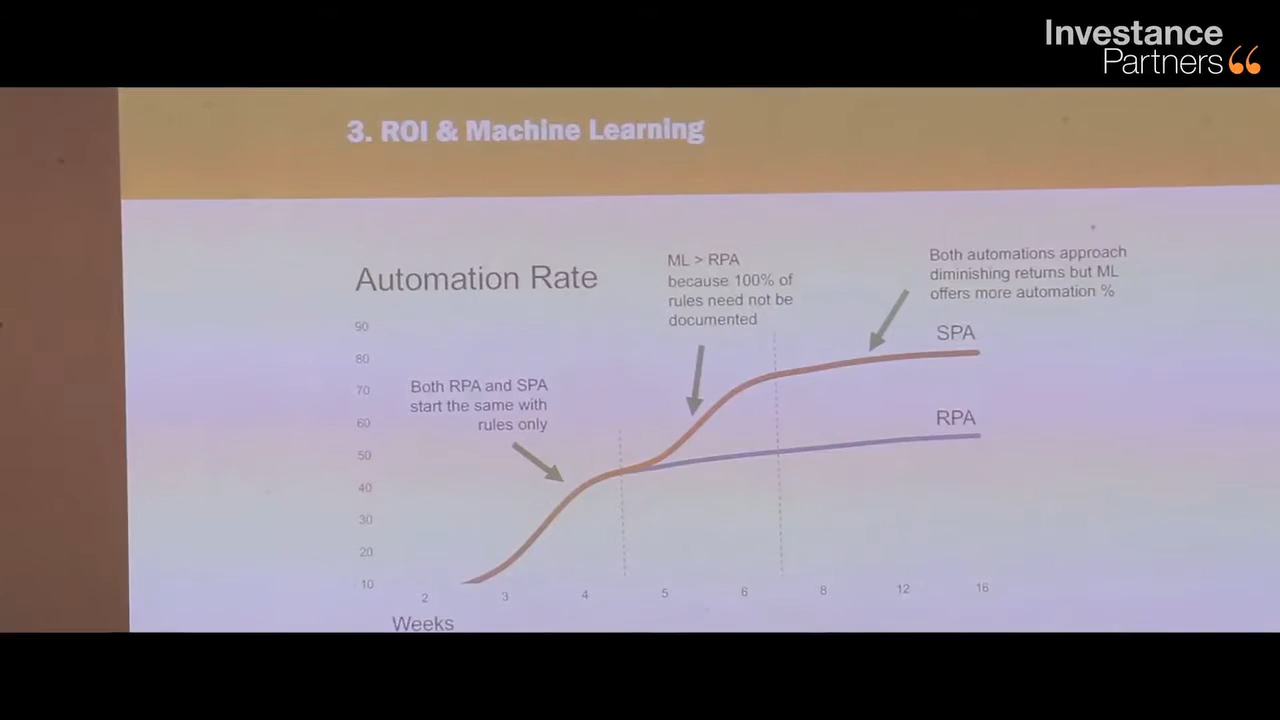 Investance
Partners
3. ROI & Machine Learning
Automation Rate
ML > RPA
because 100% of
rules need not be
documented
Both automations approach
diminishing returns but ML
offers more automation %
Both RPA and SPA
start the same with
rules only
SPA
RPA
90
80
70
60
50
40
30
20
10
2
3
4
5
6
8
12
16
Weeks